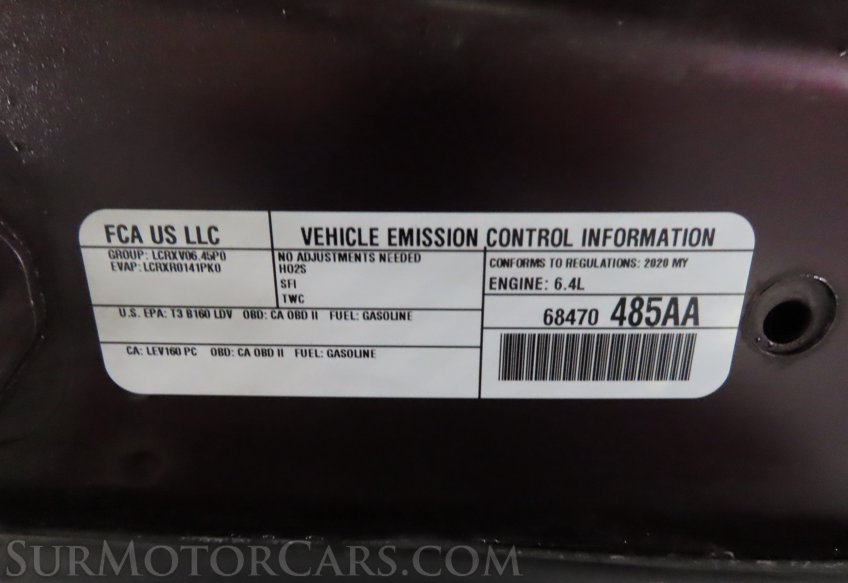 FCA US LLC
GROUP: LCRXV06.45P0
EVAP: LCRXR0141PK0
VEHICLE EMISSION CONTROL INFORMATION
NO ADJUSTMENTS NEEDED
HO2S
SFI
TWC
CONFORMS TO REGULATIONS: 2020 MY
ENGINE: 6.4L
U.S. EPA: T3 B160 LDV OBD: CA OBD II FUEL: GASOLINE
CA: LEV160 PC OBD: CA OBD II FUEL: GASOLINE
68470 485AA
SURMOTORCARS.COM